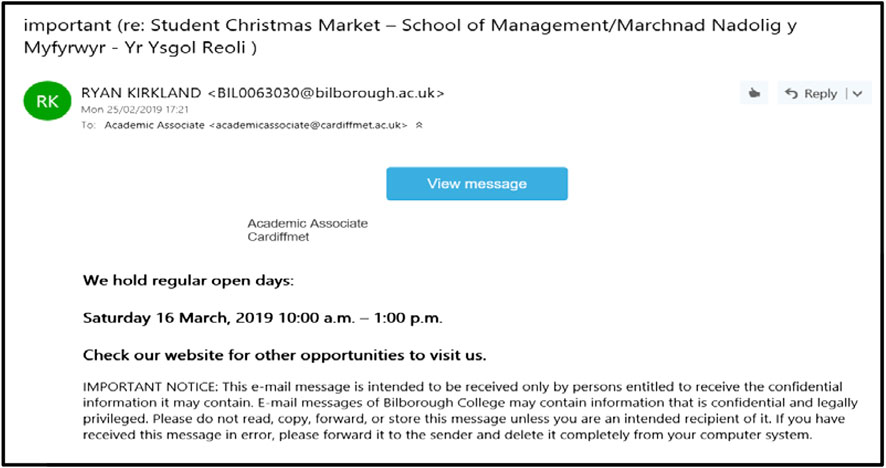 important (re: Student Christmas Market – School of Management/Marchnad Nadolig y
Myfyrwyr - Yr Ysgol Reoli )
RK
RYAN KIRKLAND <BIL0063030@bilborough.ac.uk>
Mon 25/02/2019 17:21
To: Academic Associate <academicassociate@cardiffmet.ac.uk>
Reply
View message
Academic Associate
Cardiffmet
We hold regular open days:
Saturday 16 March, 2019 10:00 a.m. – 1:00 p.m.
Check our website for other opportunities to visit us.
IMPORTANT NOTICE: This e-mail message is intended to be received only by persons entitled to receive the confidential
information it may contain. E-mail messages of Bilborough College may contain information that is confidential and legally
privileged. Please do not read, copy, forward, or store this message unless you are an intended recipient of it. If you have
received this message in error, please forward it to the sender and delete it completely from your computer system.